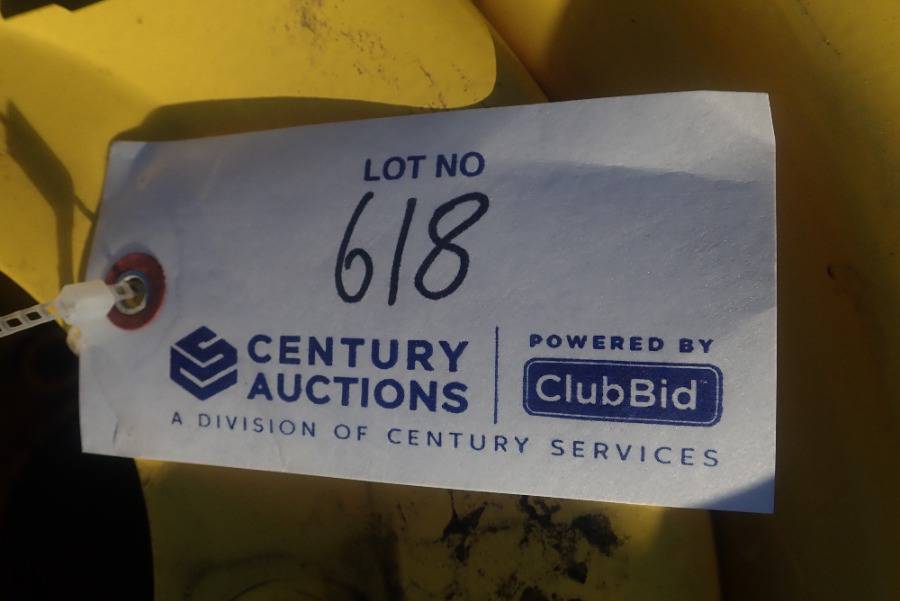 LOT NO
618
CENTURY
AUCTIONS
A DIVISION OF CENTURY SERVICES
POWERED BY
ClubBid